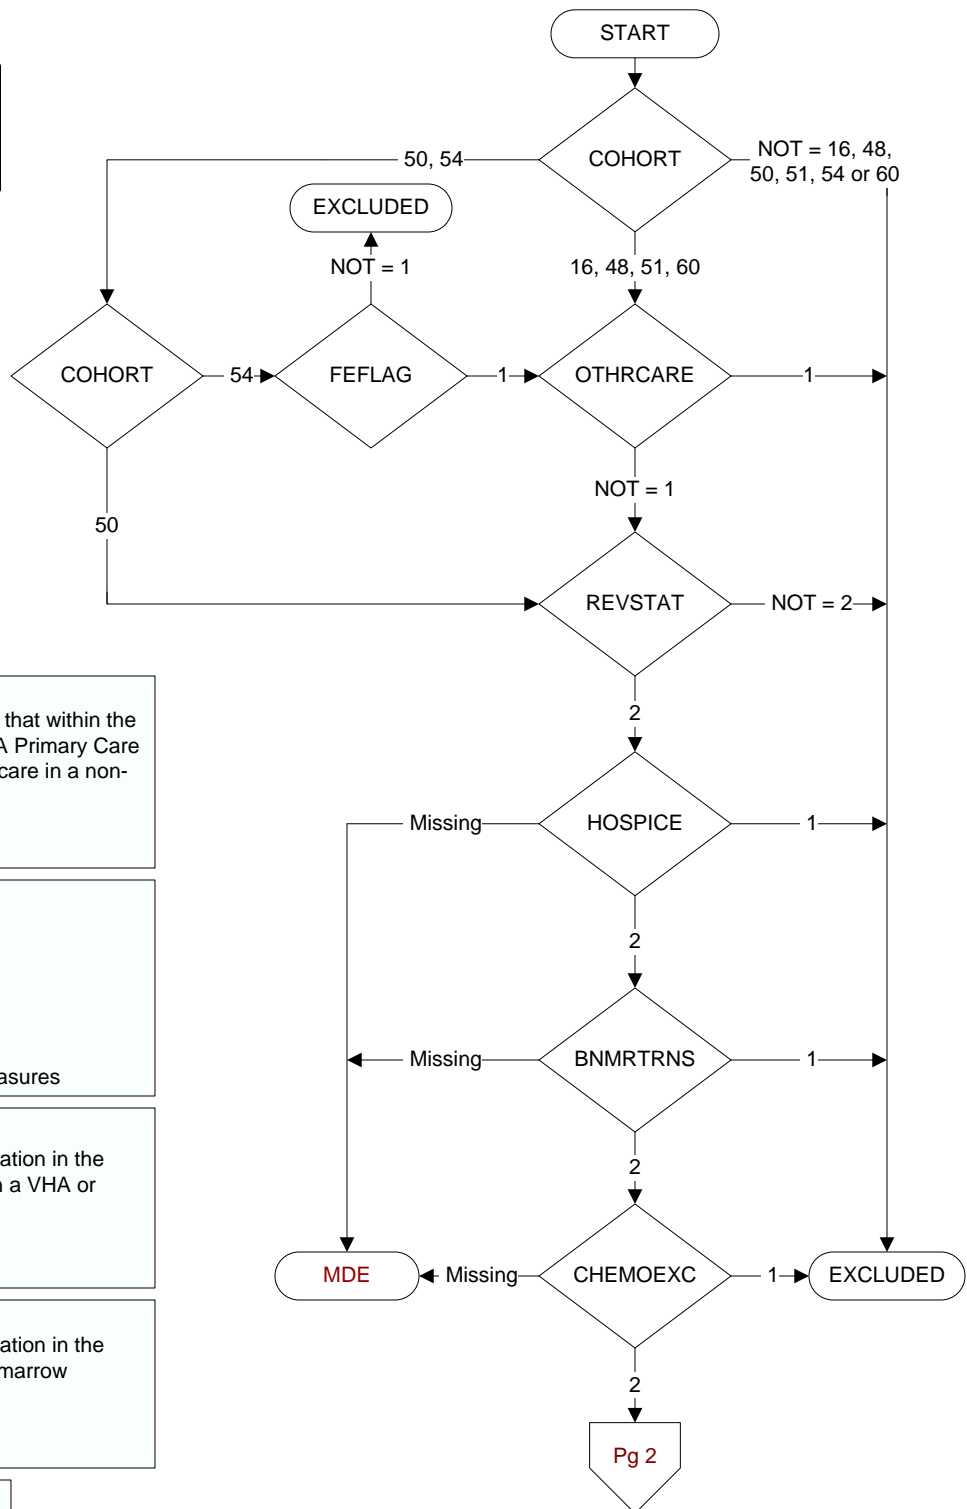 START
COHORT
50, 54
NOT = 16, 48,
50, 51, 54 or 60
EXCLUDED
NOT = 1
16, 48, 51, 60
COHORT
54
FEFLAG
1
OTHRCARE
1
NOT = 1
50
REVSTAT
NOT = 2
2
that within the
A Primary Care
care in a non-
Missing
HOSPICE
1
2
asures
Missing
BNMRTRNS
1
2
ation in the
a VHA or
MDE
Missing
CHEMOEXC
1
EXCLUDED
ation in the
marrow
2
Pg 2